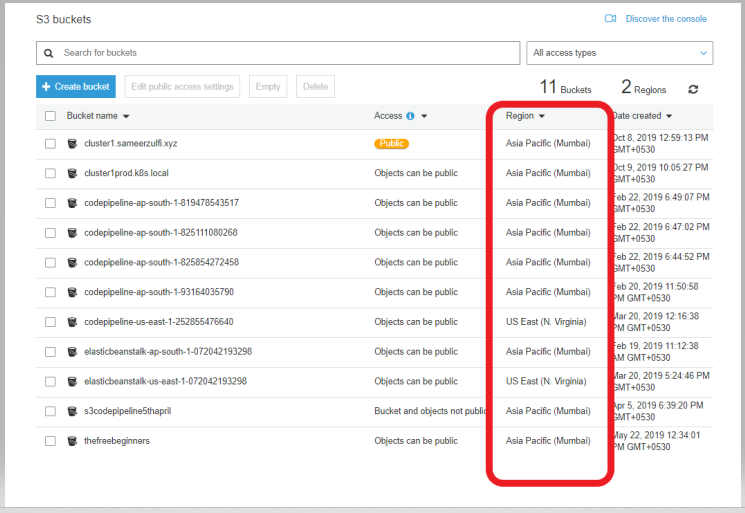 S3 buckets
Discover the console
Search for buckets
All access types
Create bucket
Edit public access settings
Empty
Delete
11 Buckets
2 Regions
Bucket name
Access
Region
Date created
cluster1.sameerzulfi.xyz
Public
Asia Pacific (Mumbai)
Oct 8, 2019 12:59:13 PM
GMT+0530
cluster1prod.k8s.local
Objects can be public
Asia Pacific (Mumbai)
Oct 9, 2019 10:05:27 PM
GMT+0530
codepipeline-ap-south-1-819478543517
Objects can be public
Asia Pacific (Mumbai)
Feb 22, 2019 6:49:07 PM
GMT+0530
codepipeline-ap-south-1-825111080268
Objects can be public
Asia Pacific (Mumbai)
Feb 22, 2019 6:47:02 PM
GMT+0530
codepipeline-ap-south-1-825854272458
Objects can be public
Asia Pacific (Mumbai)
Feb 22, 2019 6:44:52 PM
GMT+0530
codepipeline-ap-south-1-93164035790
Objects can be public
Asia Pacific (Mumbai)
Feb 20, 2019 11:50:58
PM GMT+0530
codepipeline-us-east-1-252855476640
Objects can be public
US East (N. Virginia)
Mar 20, 2019 12:16:38
PM GMT+0530
elasticbeanstalk-ap-south-1-072042193298
Objects can be public
Asia Pacific (Mumbai)
Feb 19, 2019 11:12:38
AM GMT+0530
elasticbeanstalk-us-east-1-072042193298
Objects can be public
US East (N. Virginia)
Mar 20, 2019 5:24:46 PM
GMT+0530
s3codepipeline5thapril
Bucket and objects not public
Asia Pacific (Mumbai)
Apr 5, 2019 6:39:20 PM
GMT+0530
thefreebeginners
Objects can be public
Asia Pacific (Mumbai)
May 22, 2019 12:34:01
PM GMT+0530